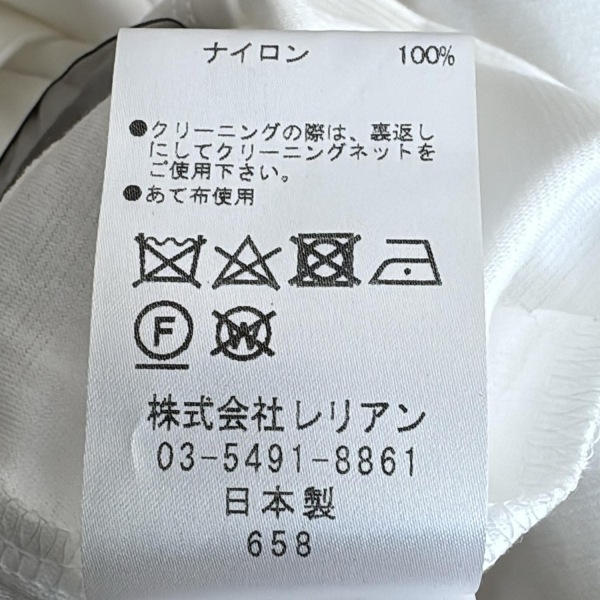 ナイロン 100%
●クリーニングの際は、裏返し
にしてクリーニングネットを
ご使用下さい。
●あて布使用
F W
株式会社レリアン
03-5491-8861
日本製
658